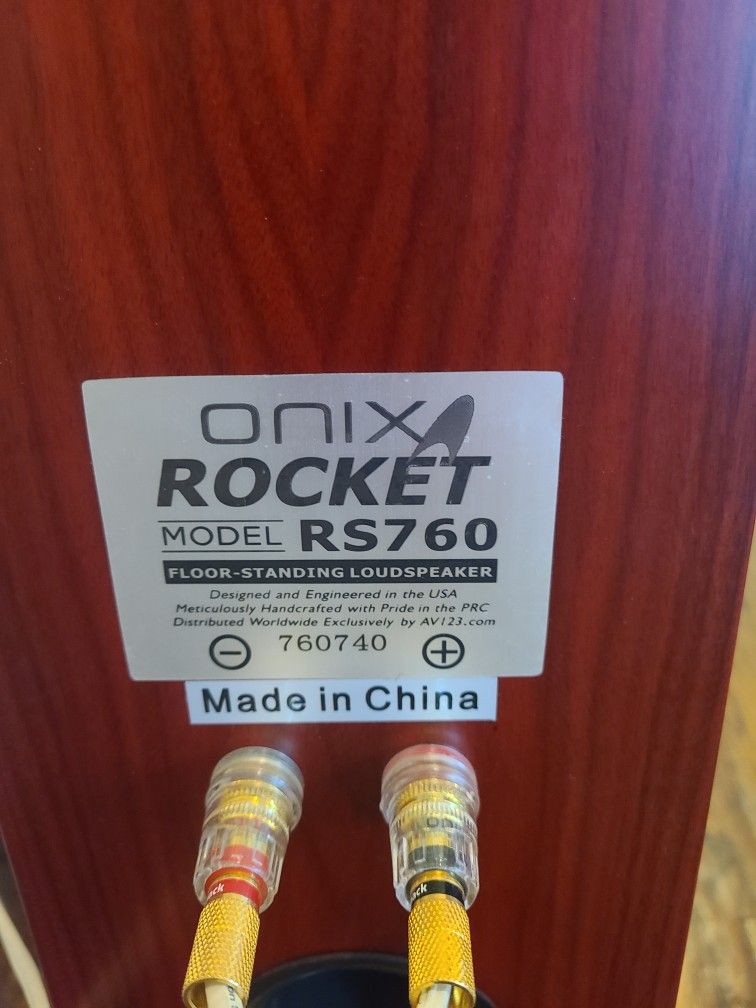 ONIX
ROCKET
MODEL RS760
FLOOR-STANDING LOUDSPEAKER
Designed and Engineered in the USA
Meticulously Handcrafted with Pride in the PRC
Distributed Worldwide Exclusively by AV123.com
− 760740 +
Made in China